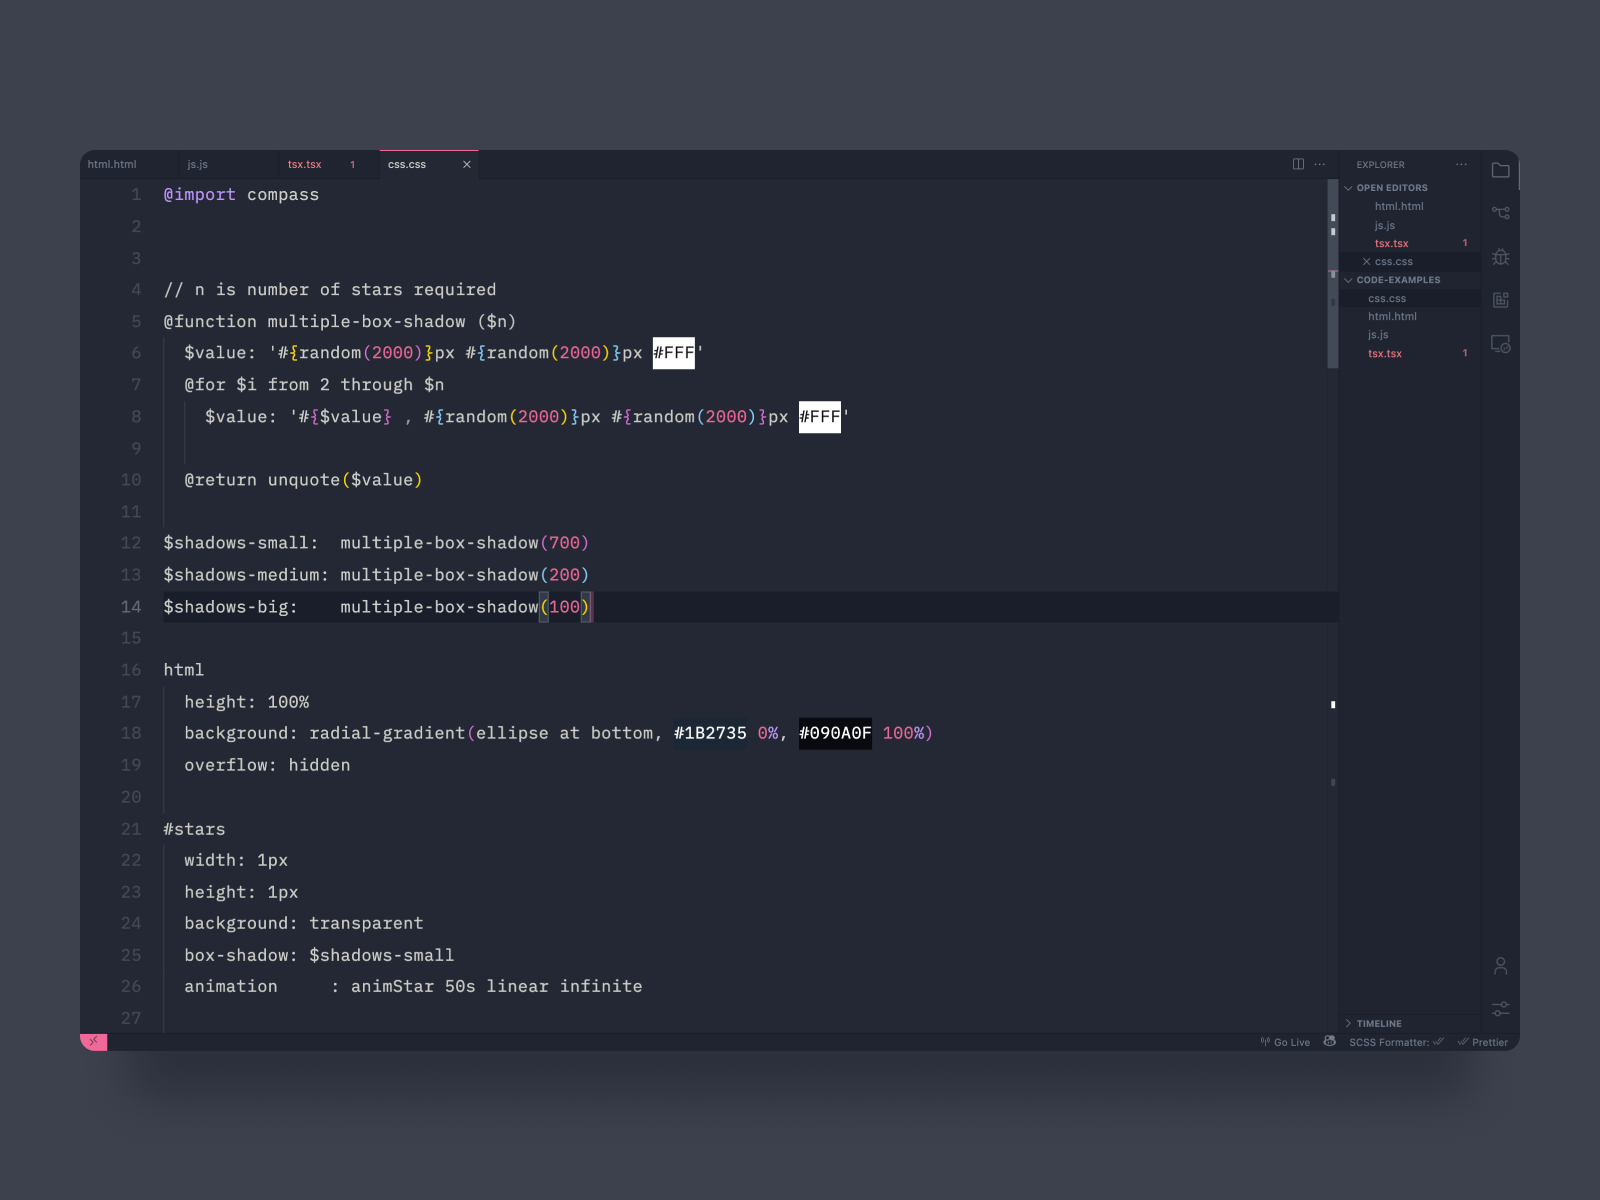 html.html js.js tsx.tsx 1 css.css
1 @import compass
2
3
4 // n is number of stars required
5 @function multiple-box-shadow ($n)
6 $value: '#{random(2000)}px #{random(2000)}px #FFF'
7 @for $i from 2 through $n
8 $value: '#{$value} , #{random(2000)}px #{random(2000)}px #FFF'
9
10 @return unquote($value)
11
12 $shadows-small:  multiple-box-shadow(700)
13 $shadows-medium: multiple-box-shadow(200)
14 $shadows-big:    multiple-box-shadow(100)
15
16 html
17 height: 100%
18 background: radial-gradient(ellipse at bottom, #1B2735 0%, #090A0F 100%)
19 overflow: hidden
20
21 #stars
22 width: 1px
23 height: 1px
24 background: transparent
25 box-shadow: $shadows-small
26 animation     : animStar 50s linear infinite
27
EXPLORER
OPEN EDITORS
html.html
js.js
tsx.tsx 1
css.css
CODE-EXAMPLES
css.css
html.html
js.js
tsx.tsx 1
TIMELINE
Go Live SCSS Formatter: Prettier